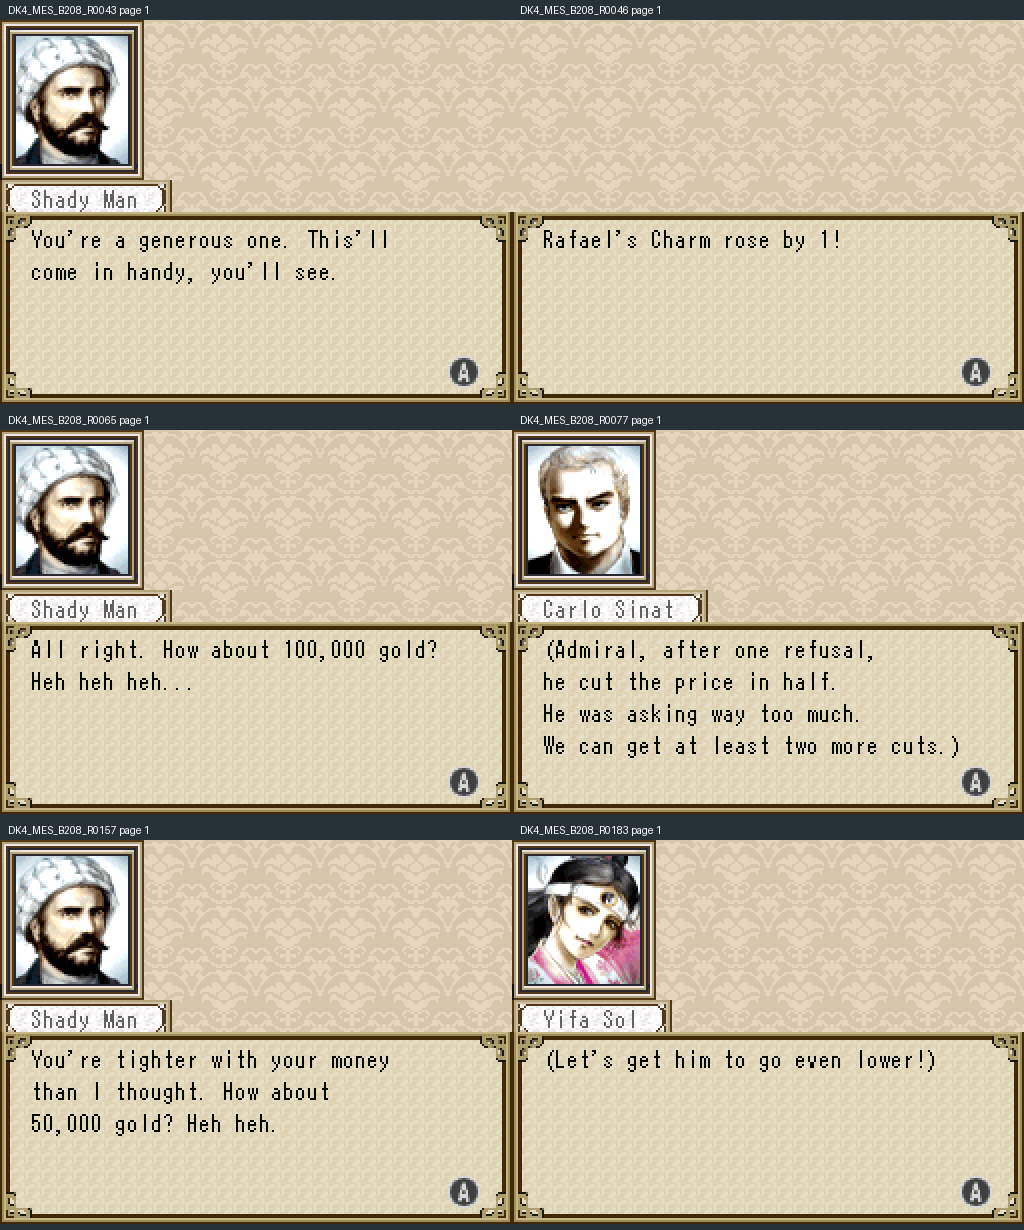 DK4_MES_B208_R0043 page 1
Shady Man
You're a generous one. This'll
come in handy, you'll see.
A
DK4_MES_B208_R0046 page 1
Rafael's Charm rose by 1!
A
DK4_MES_B208_R0065 page 1
Shady Man
All right. How about 100,000 gold?
Heh heh heh...
A
DK4_MES_B208_R0077 page 1
Carlo Sinat
(Admiral, after one refusal,
he cut the price in half.
He was asking way too much.
We can get at least two more cuts.)
A
DK4_MES_B208_R0157 page 1
Shady Man
You're tighter with your money
than I thought. How about
50,000 gold? Heh heh.
A
DK4_MES_B208_R0183 page 1
Yifa Sol
(Let's get him to go even lower!)
A